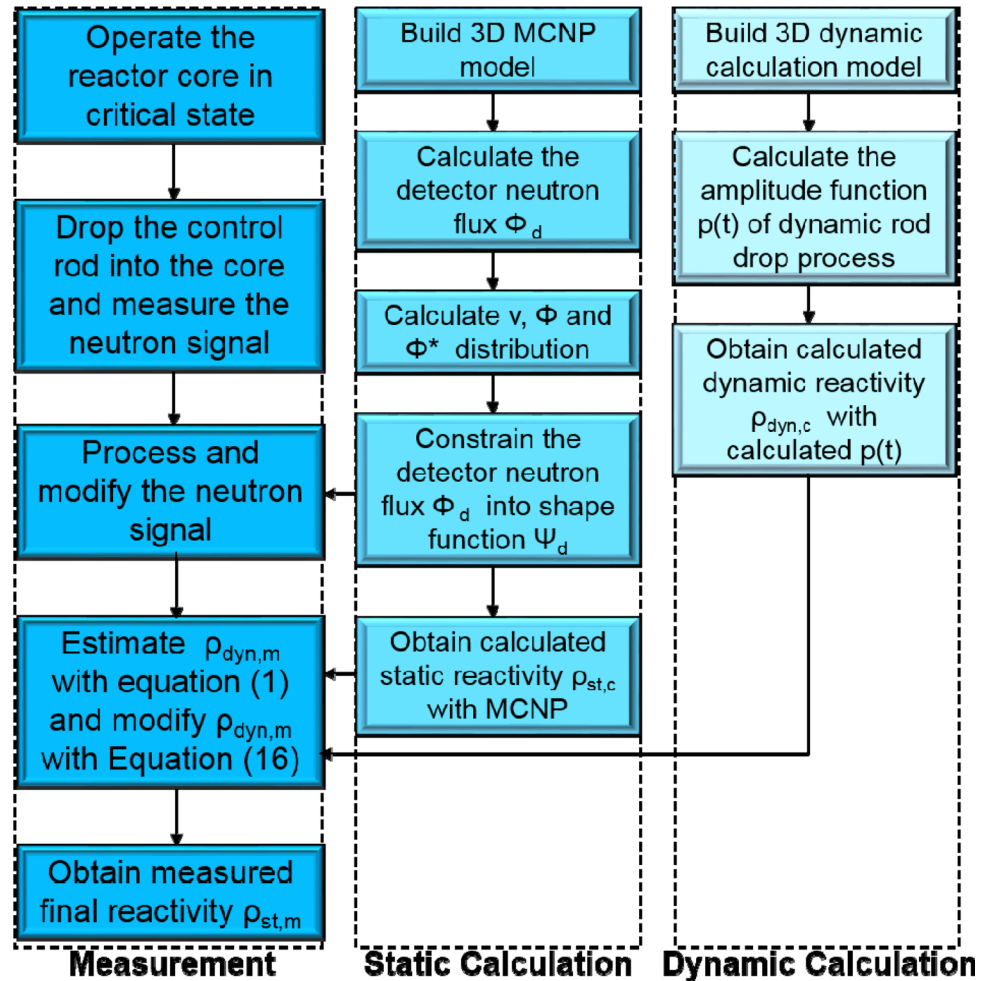 Operate the
reactor core in
critical state
Drop the control
rod into the core
and measure the
neutron signal
Process and
modify the neutron
signal
Estimate ρdyn,m
with equation (1)
and modify ρdyn,m
with Equation (16)
Obtain measured
final reactivity ρst,m
Measurement
Build 3D MCNP
model
Calculate the
detector neutron
flux Φd
Calculate v, Φ and
Φ* distribution
Constrain the
detector neutron
flux Φd into shape
function Ψd
Obtain calculated
static reactivity ρst,c
with MCNP
Static Calculation
Build 3D dynamic
calculation model
Calculate the
amplitude function
p(t) of dynamic rod
drop process
Obtain calculated
dynamic reactivity
ρdyn,c with
calculated p(t)
Dynamic Calculation